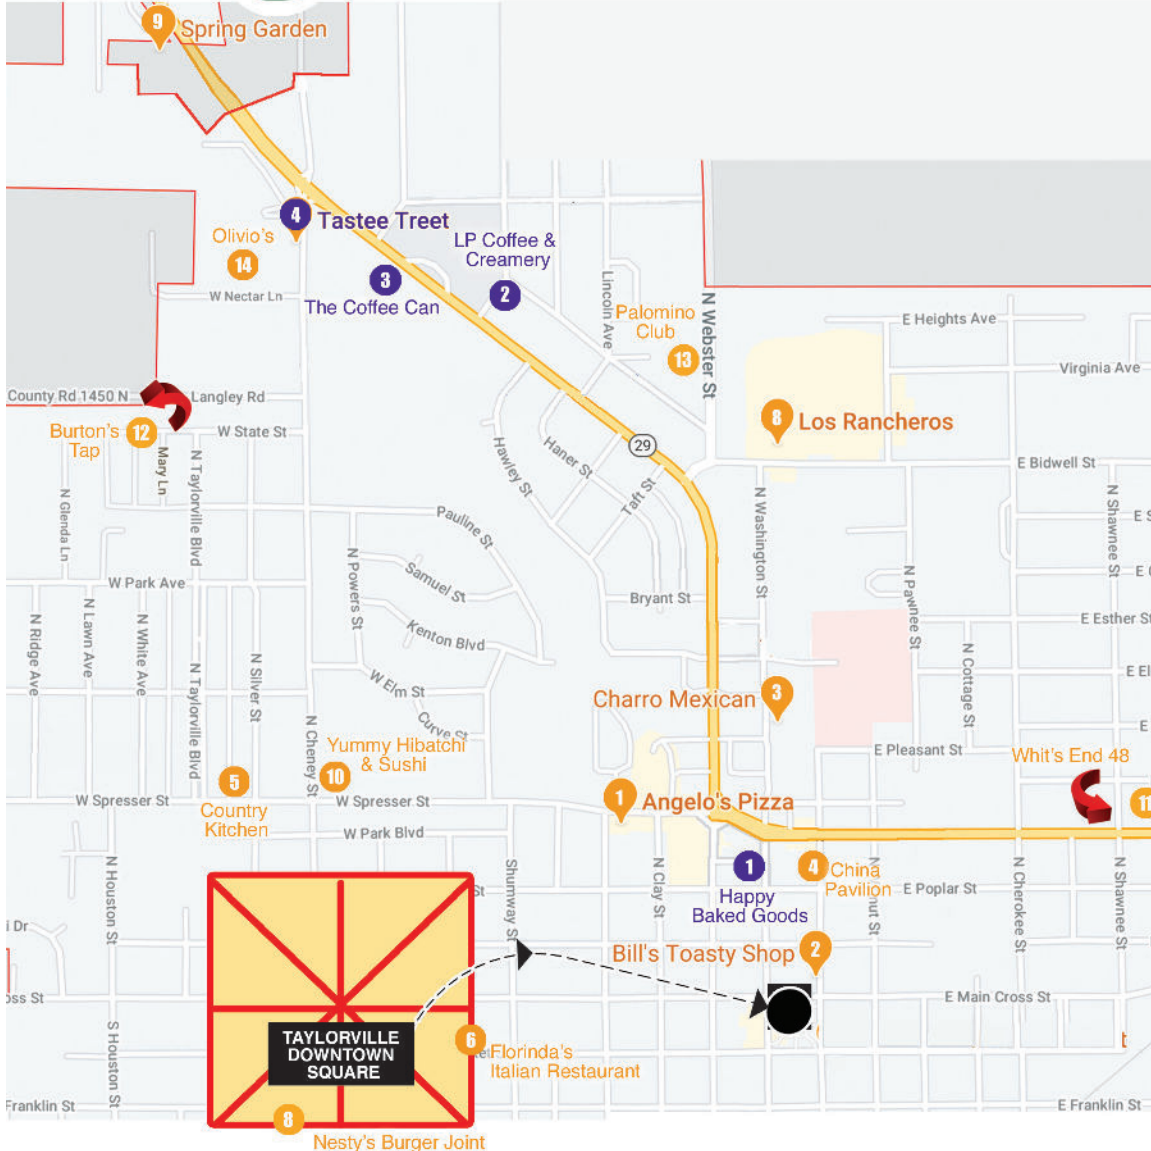 9
Spring Garden
4
Tastee Treet
Olivio's
14
LP Coffee &
Creamery
3
2
W Nectar Ln
The Coffee Can
Lincoln Ave
N Webster St
Palomino
Club
13
E Heights Ave
Virginia Ave
County Rd 1450 N
Langley Rd
8
Los Rancheros
Burton's
Tap
12
W State St
29
Mary Ln
N Taylorville Blvd
Hawley St
Haner St
Taft St
E Bidwell St
N Glenda Ln
N Washington St
N Shawnee St
Pauline St
E S
N Powers St
W Park Ave
Samuel St
N Pawnee St
Bryant St
E Esther St
N Ridge Ave
N Lawn Ave
N White Ave
Kenton Blvd
N Cottage St
N Taylorville Blvd
N Silver St
W Elm St
E El
Charro Mexican
3
Curve St
N Cheney St
E
Yummy Hibatchi
& Sushi
10
E Pleasant St
Whit's End 48
5
Country
Kitchen
W Spresser St
W Spresser St
1
Angelo's Pizza
11
W Park Blvd
N Houston St
Shumway St
N Clay St
1
Happy
Baked Goods
4
China
Pavilion
St
E Poplar St
N Cherokee St
N Shawnee St
i Dr
Bill's Toasty Shop
2
oss St
E Main Cross St
TAYLORVILLE
DOWNTOWN
SQUARE
6
Florinda's
Italian Restaurant
t
S Houston St
Franklin St
E Franklin St
8
Nesty's Burger Joint